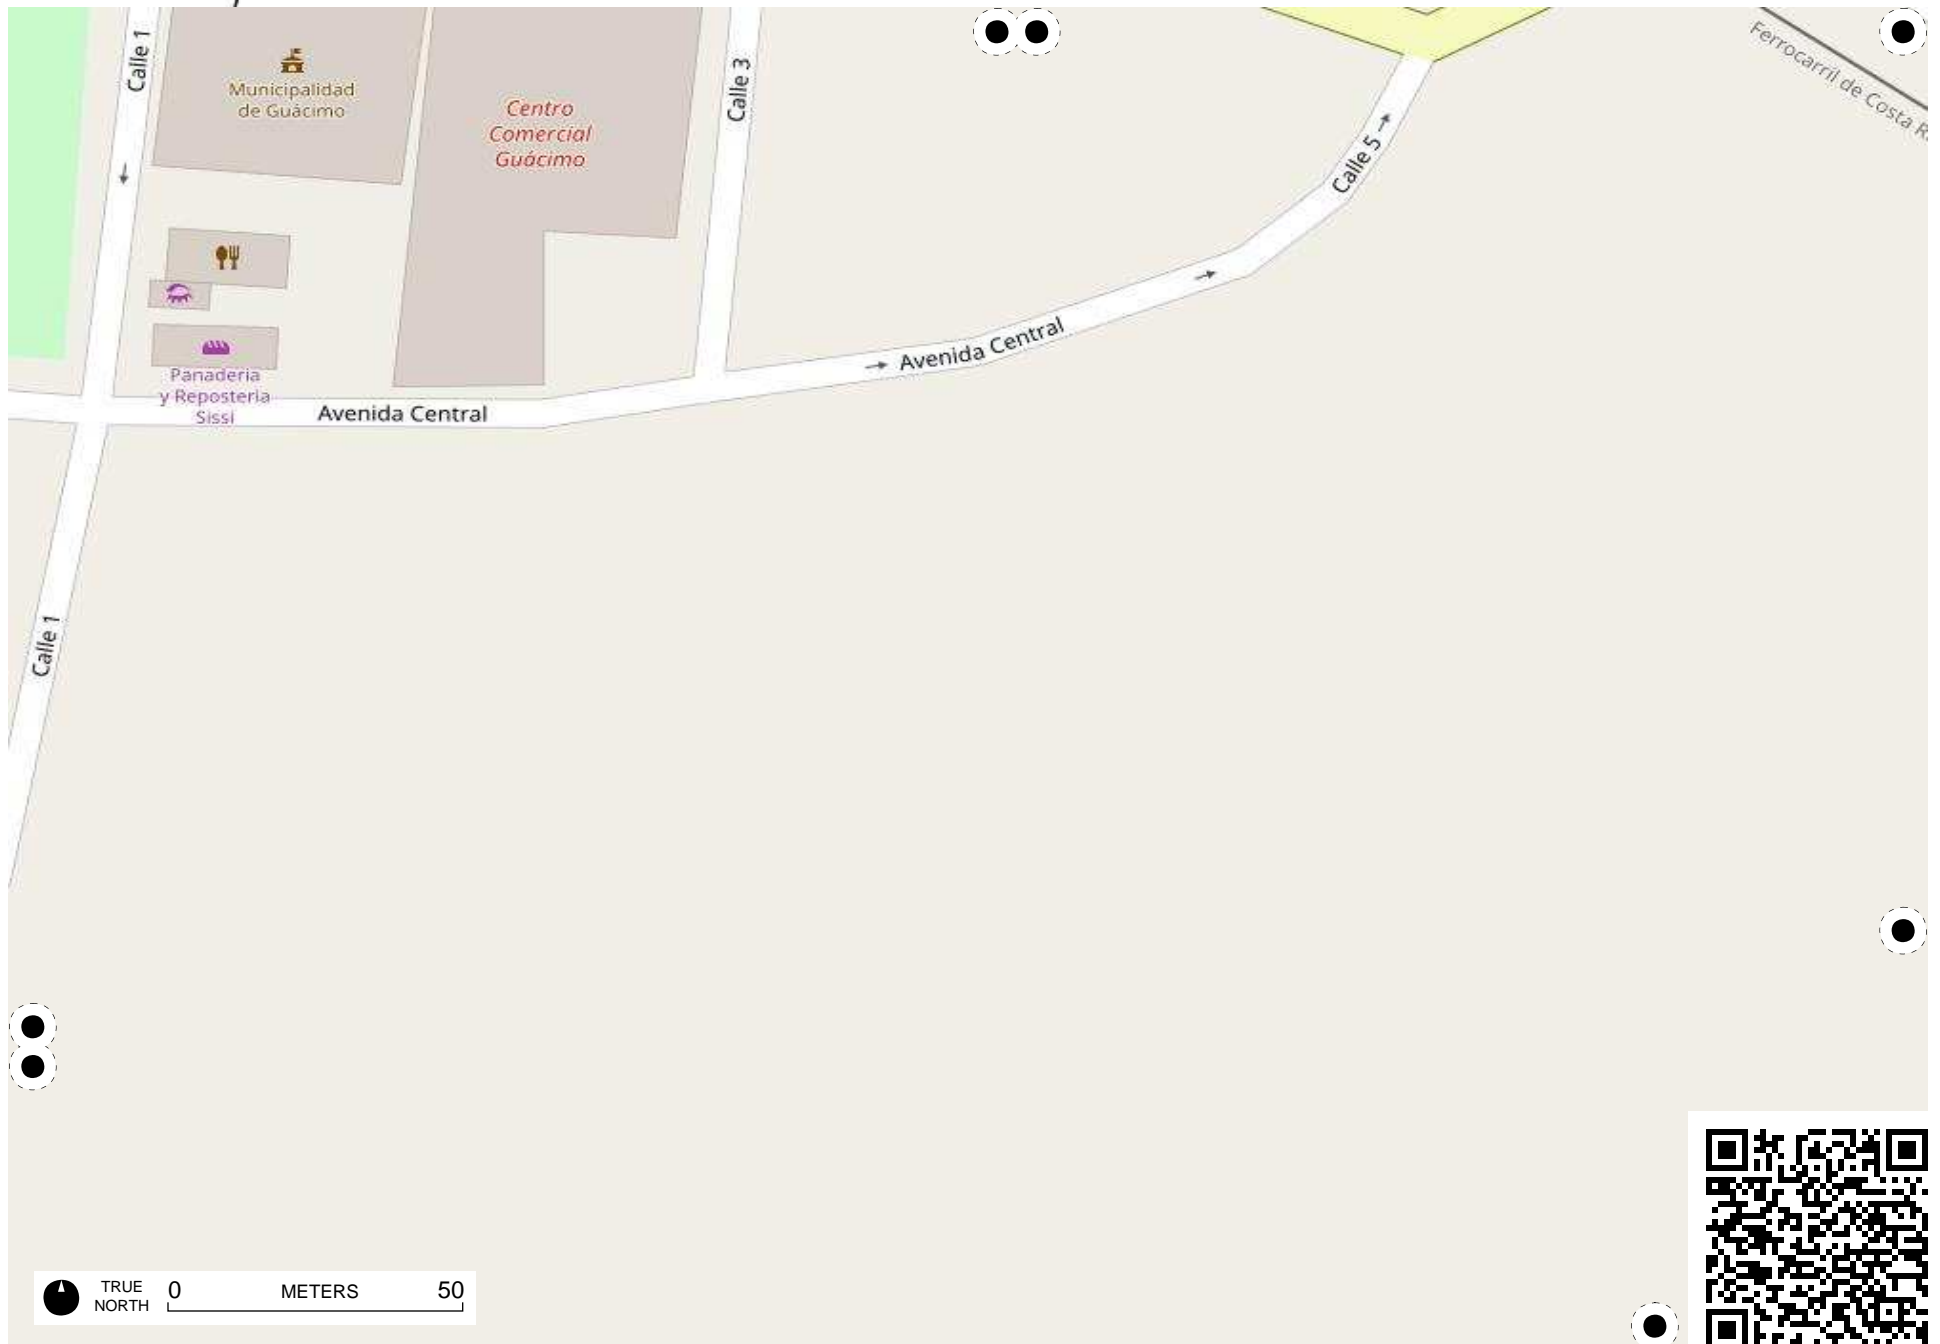 Calle 1
Municipalidad
de Guácimo
Centro
Comercial
Guácimo
Calle 3
Calle 5
Ferrocarril de Costa R
Panaderia
y Reposteria
Sissi
Avenida Central
Avenida Central
Calle 1
TRUE
NORTH
0 METERS 50